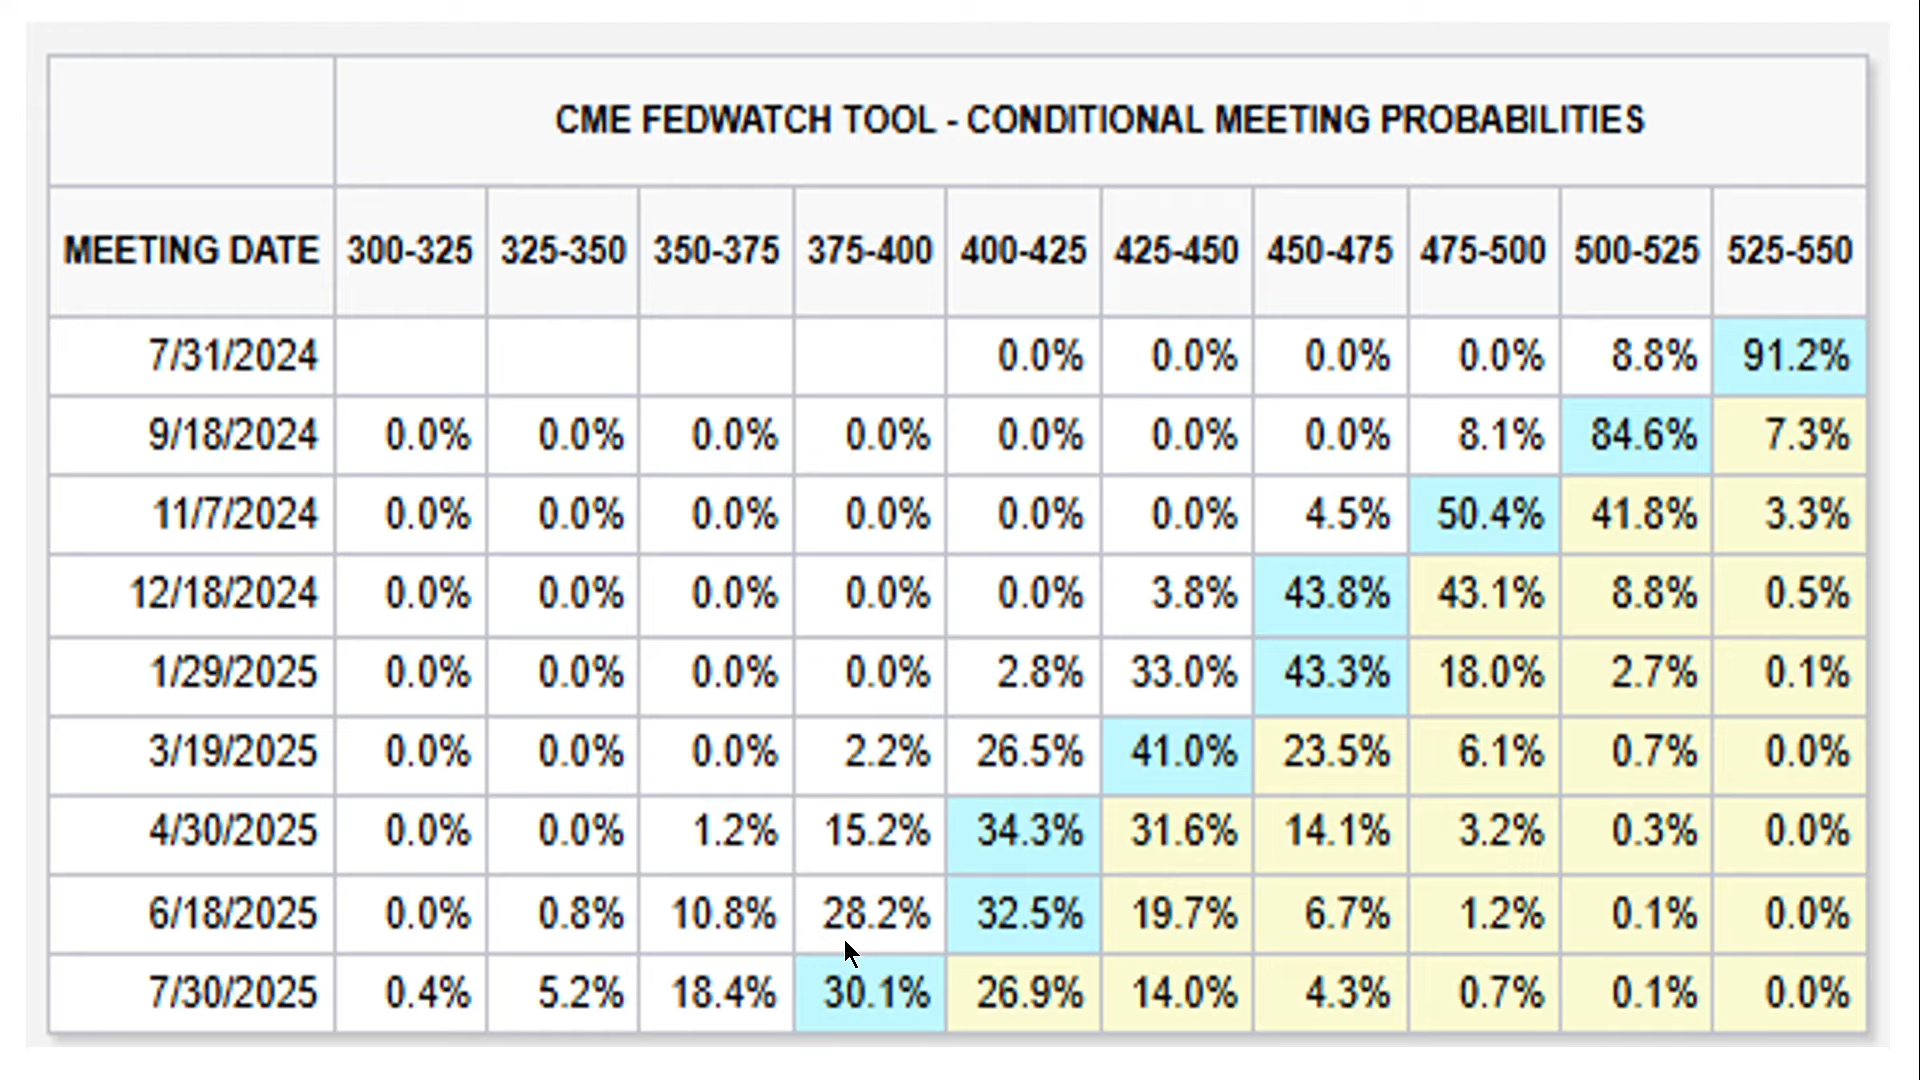 CME FEDWATCH TOOL - CONDITIONAL MEETING PROBABILITIES
MEETING DATE 300-325 325-350 350-375 375-400 400-425 425-450 450-475 475-500 500-525 525-550
7/31/2024 0.0% 0.0% 0.0% 0.0% 8.8% 91.2%
9/18/2024 0.0% 0.0% 0.0% 0.0% 0.0% 0.0% 0.0% 8.1% 84.6% 7.3%
11/7/2024 0.0% 0.0% 0.0% 0.0% 0.0% 0.0% 4.5% 50.4% 41.8% 3.3%
12/18/2024 0.0% 0.0% 0.0% 0.0% 0.0% 3.8% 43.8% 43.1% 8.8% 0.5%
1/29/2025 0.0% 0.0% 0.0% 0.0% 2.8% 33.0% 43.3% 18.0% 2.7% 0.1%
3/19/2025 0.0% 0.0% 0.0% 2.2% 26.5% 41.0% 23.5% 6.1% 0.7% 0.0%
4/30/2025 0.0% 0.0% 1.2% 15.2% 34.3% 31.6% 14.1% 3.2% 0.3% 0.0%
6/18/2025 0.0% 0.8% 10.8% 28.2% 32.5% 19.7% 6.7% 1.2% 0.1% 0.0%
7/30/2025 0.4% 5.2% 18.4% 30.1% 26.9% 14.0% 4.3% 0.7% 0.1% 0.0%